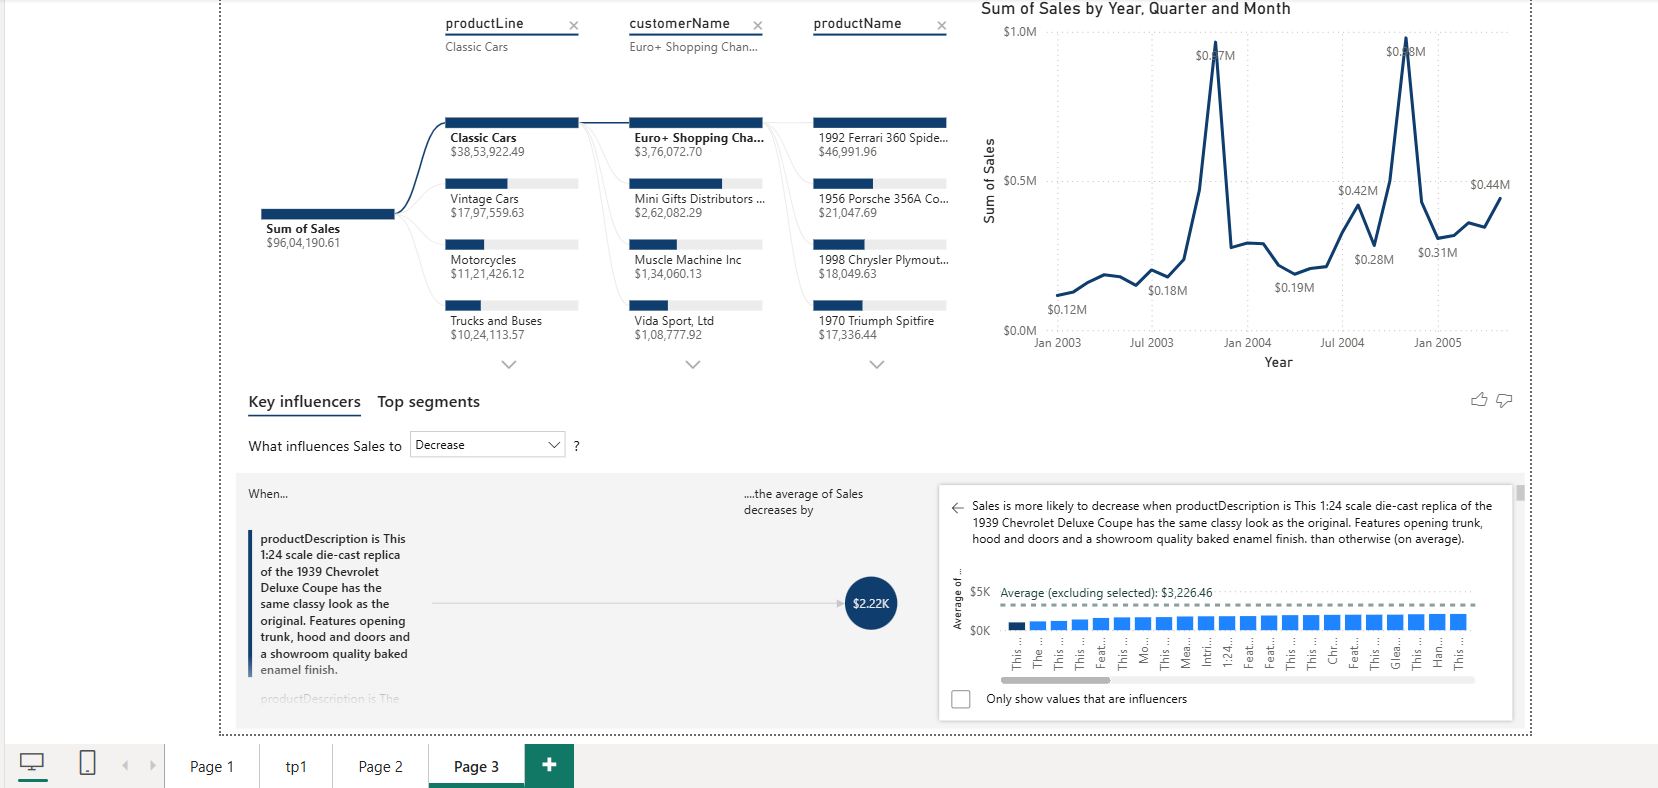 productLine
customerName
productName
Classic Cars
Euro+ Shopping Chan...
Classic Cars
$38,53,922.49
Vintage Cars
$17,97,559.63
Motorcycles
$11,21,426.12
Trucks and Buses
$10,24,113.57
Sum of Sales
$96,04,190.61
Euro+ Shopping Cha...
$3,76,072.70
Mini Gifts Distributors ...
$2,62,082.29
Muscle Machine Inc
$1,34,060.13
Vida Sport, Ltd
$1,08,777.92
1992 Ferrari 360 Spide...
$46,991.96
1956 Porsche 356A Co...
$21,047.69
1998 Chrysler Plymout...
$18,049.63
1970 Triumph Spitfire
$17,336.44
Sum of Sales by Year, Quarter and Month
$1.0M
$0.5M
$0.0M
Sum of Sales
$0.12M
$0.18M
$0.97M
$0.19M
$0.42M
$0.28M
$0.98M
$0.31M
$0.44M
Jan 2003
Jul 2003
Jan 2004
Jul 2004
Jan 2005
Year
Key influencers
Top segments
What influences Sales to
Decrease
?
When...
....the average of Sales
decreases by
productDescription is This
1:24 scale die-cast replica
of the 1939 Chevrolet
Deluxe Coupe has the
same classy look as the
original. Features opening
trunk, hood and doors and
a showroom quality baked
enamel finish.
productDescription is The
$2.22K
Sales is more likely to decrease when productDescription is This 1:24 scale die-cast replica of the
1939 Chevrolet Deluxe Coupe has the same classy look as the original. Features opening trunk,
hood and doors and a showroom quality baked enamel finish. than otherwise (on average).
Average of ...
$5K
$0K
Average (excluding selected): $3,226.46
This ...
The ...
This ...
This ...
Feat...
This ...
Mo...
This ...
Mea...
Intri...
1:24...
Feat...
Feat...
This ...
This ...
Chr...
Feat...
This ...
Glea...
This ...
Han...
This ...
Only show values that are influencers
Page 1
tp1
Page 2
Page 3